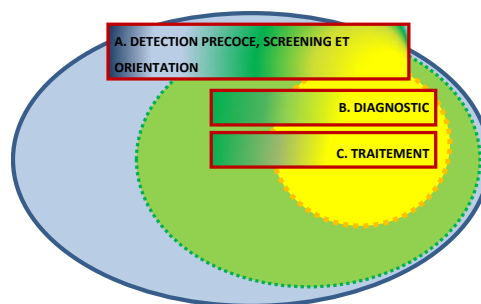 A. DETECTION PRECOCE, SCREENING ET
ORIENTATION
B. DIAGNOSTIC
C. TRAITEMENT